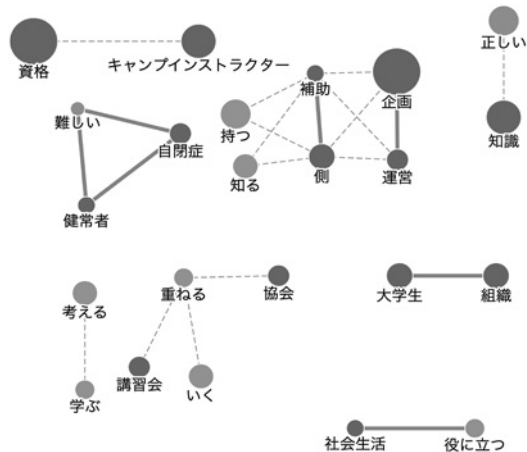 正しい
資格
キャンプインストラクター
補助
企画
難しい
持つ
自閉症
知識
知る
側
運営
健常者
考える
重ねる
協会
大学生
組織
講習会
いく
学ぶ
社会生活
役に立つ